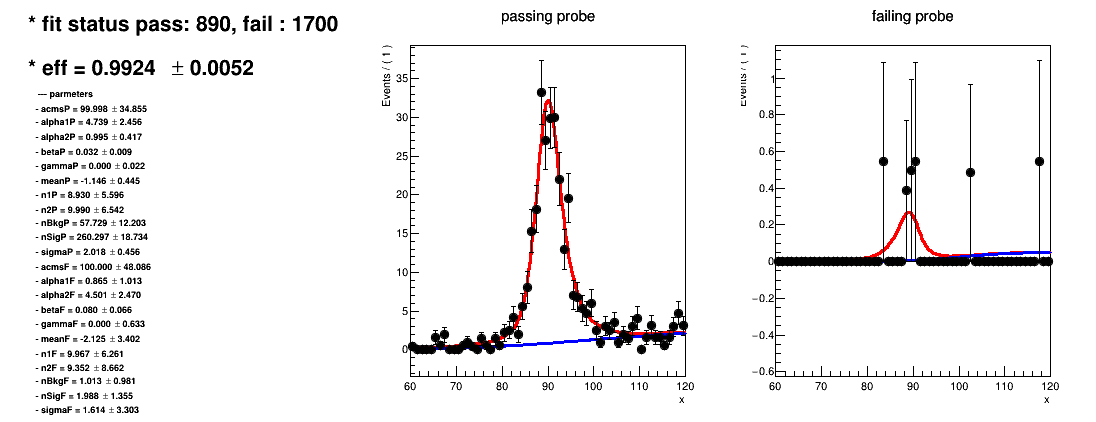 * fit status pass: 890, fail : 1700
* eff = 0.9924 ± 0.0052
--- parmeters
- acmsP = 99.998 ± 34.855
- alpha1P = 4.739 ± 2.456
- alpha2P = 0.995 ± 0.417
- betaP = 0.032 ± 0.009
- gammaP = 0.000 ± 0.022
- meanP = -1.146 ± 0.445
- n1P = 8.930 ± 5.596
- n2P = 9.990 ± 6.542
- nBkgP = 57.729 ± 12.203
- nSigP = 260.297 ± 18.734
- sigmaP = 2.018 ± 0.456
- acmsF = 100.000 ± 48.086
- alpha1F = 0.865 ± 1.013
- alpha2F = 4.501 ± 2.470
- betaF = 0.080 ± 0.066
- gammaF = 0.000 ± 0.633
- meanF = -2.125 ± 3.402
- n1F = 9.967 ± 6.261
- n2F = 9.352 ± 8.662
- nBkgF = 1.013 ± 0.981
- nSigF = 1.988 ± 1.355
- sigmaF = 1.614 ± 3.303
passing probe
Events / ( 1 )
35
30
25
20
15
10
5
0
60 70 80 90 100 110 120
x
failing probe
Events / ( 1 )
1
0.8
0.6
0.4
0.2
0
−0.2
−0.4
−0.6
60 70 80 90 100 110 120
x